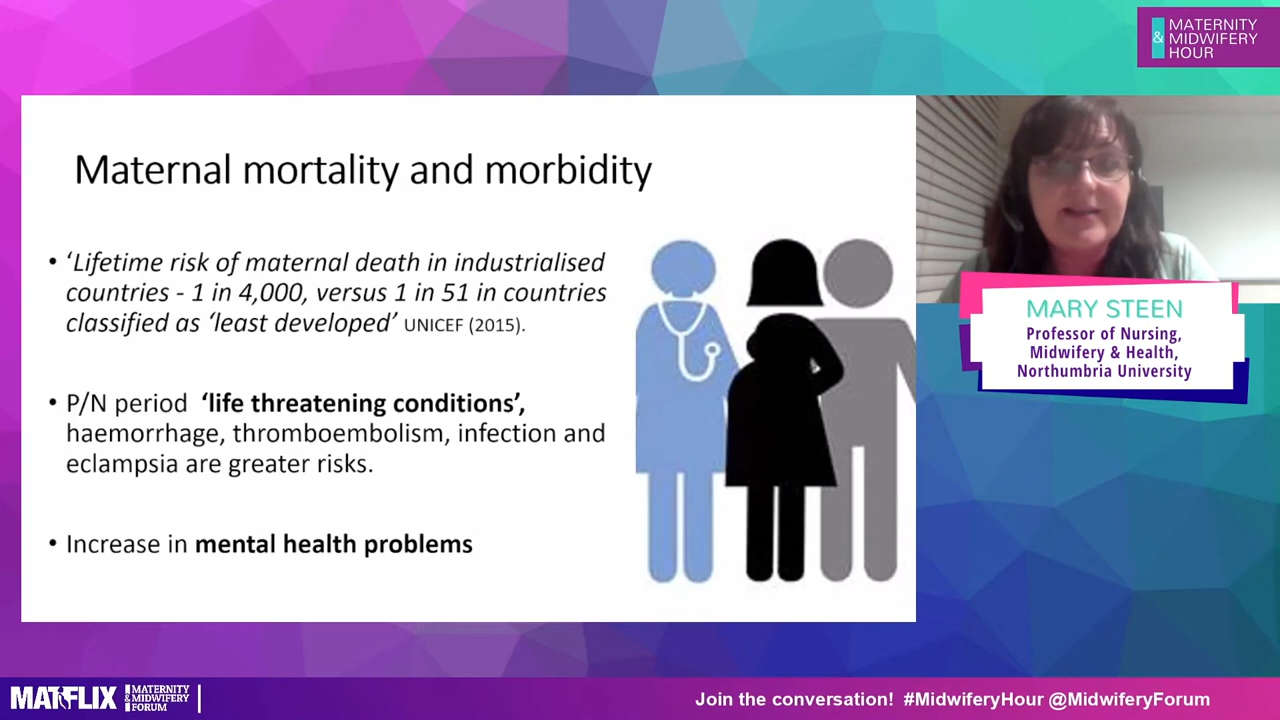 MATERNITY
& MIDWIFERY
HOUR
Maternal mortality and morbidity
• ‘Lifetime risk of maternal death in industrialised
countries - 1 in 4,000, versus 1 in 51 in countries
classified as ‘least developed’ UNICEF (2015).
• P/N period ‘life threatening conditions’,
haemorrhage, thromboembolism, infection and
eclampsia are greater risks.
• Increase in mental health problems
MARY STEEN
Professor of Nursing,
Midwifery & Health,
Northumbria University
MATFLIX
MATERNITY
& MIDWIFERY
FORUM
Join the conversation! #MidwiferyHour @MidwiferyForum